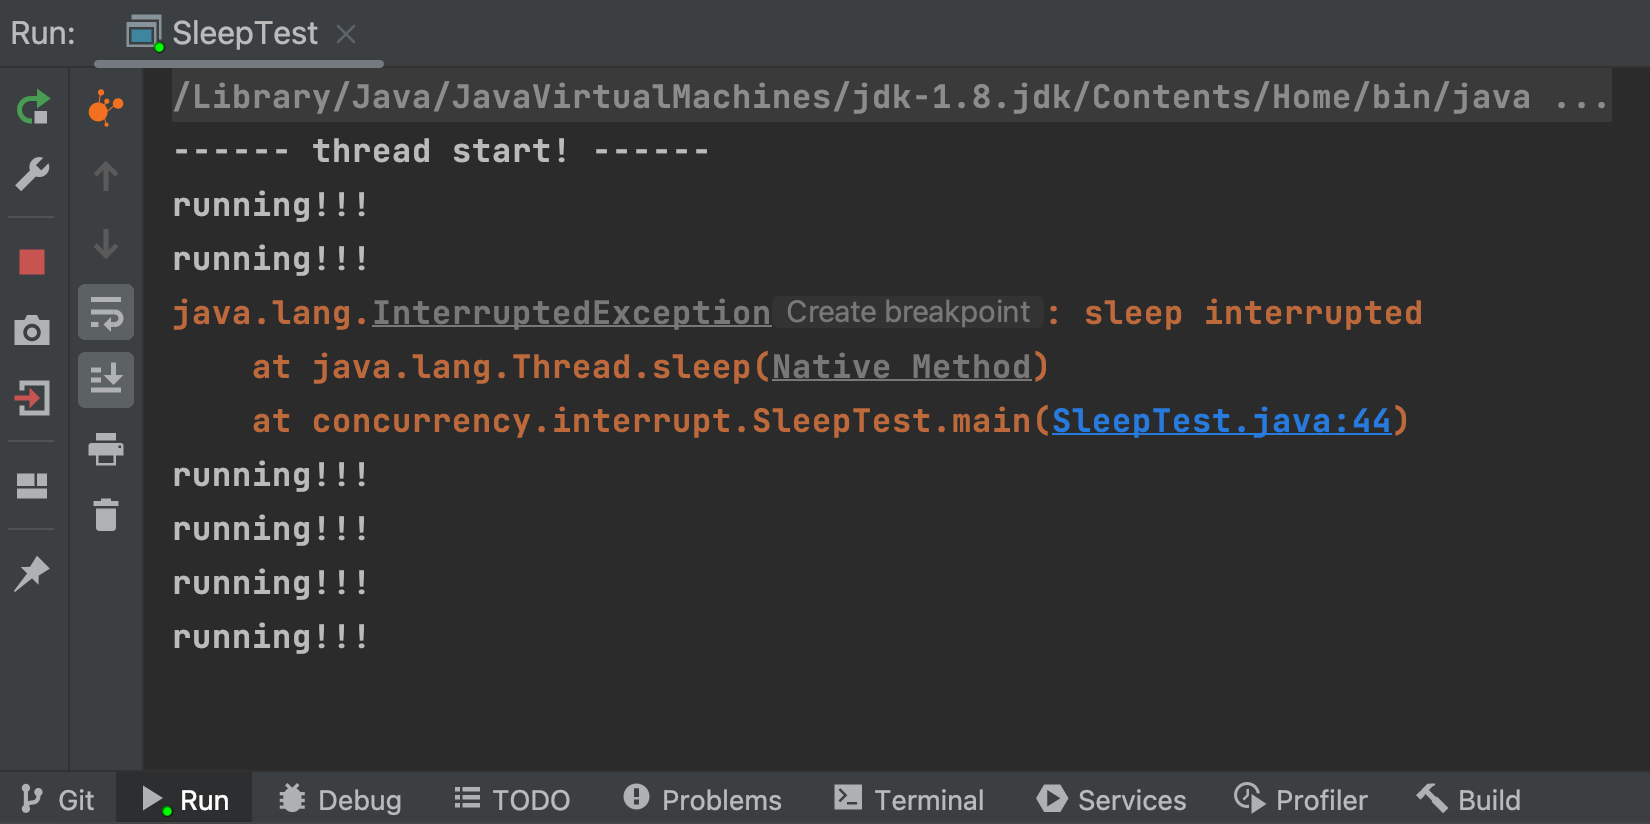 Run: SleepTest
/Library/Java/JavaVirtualMachines/jdk-1.8.jdk/Contents/Home/bin/java ...
------ thread start! ------
running!!!
running!!!
java.lang.InterruptedException Create breakpoint : sleep interrupted
at java.lang.Thread.sleep(Native Method)
at concurrency.interrupt.SleepTest.main(SleepTest.java:44)
running!!!
running!!!
running!!!
running!!!
Git Run Debug TODO Problems Terminal Services Profiler Build